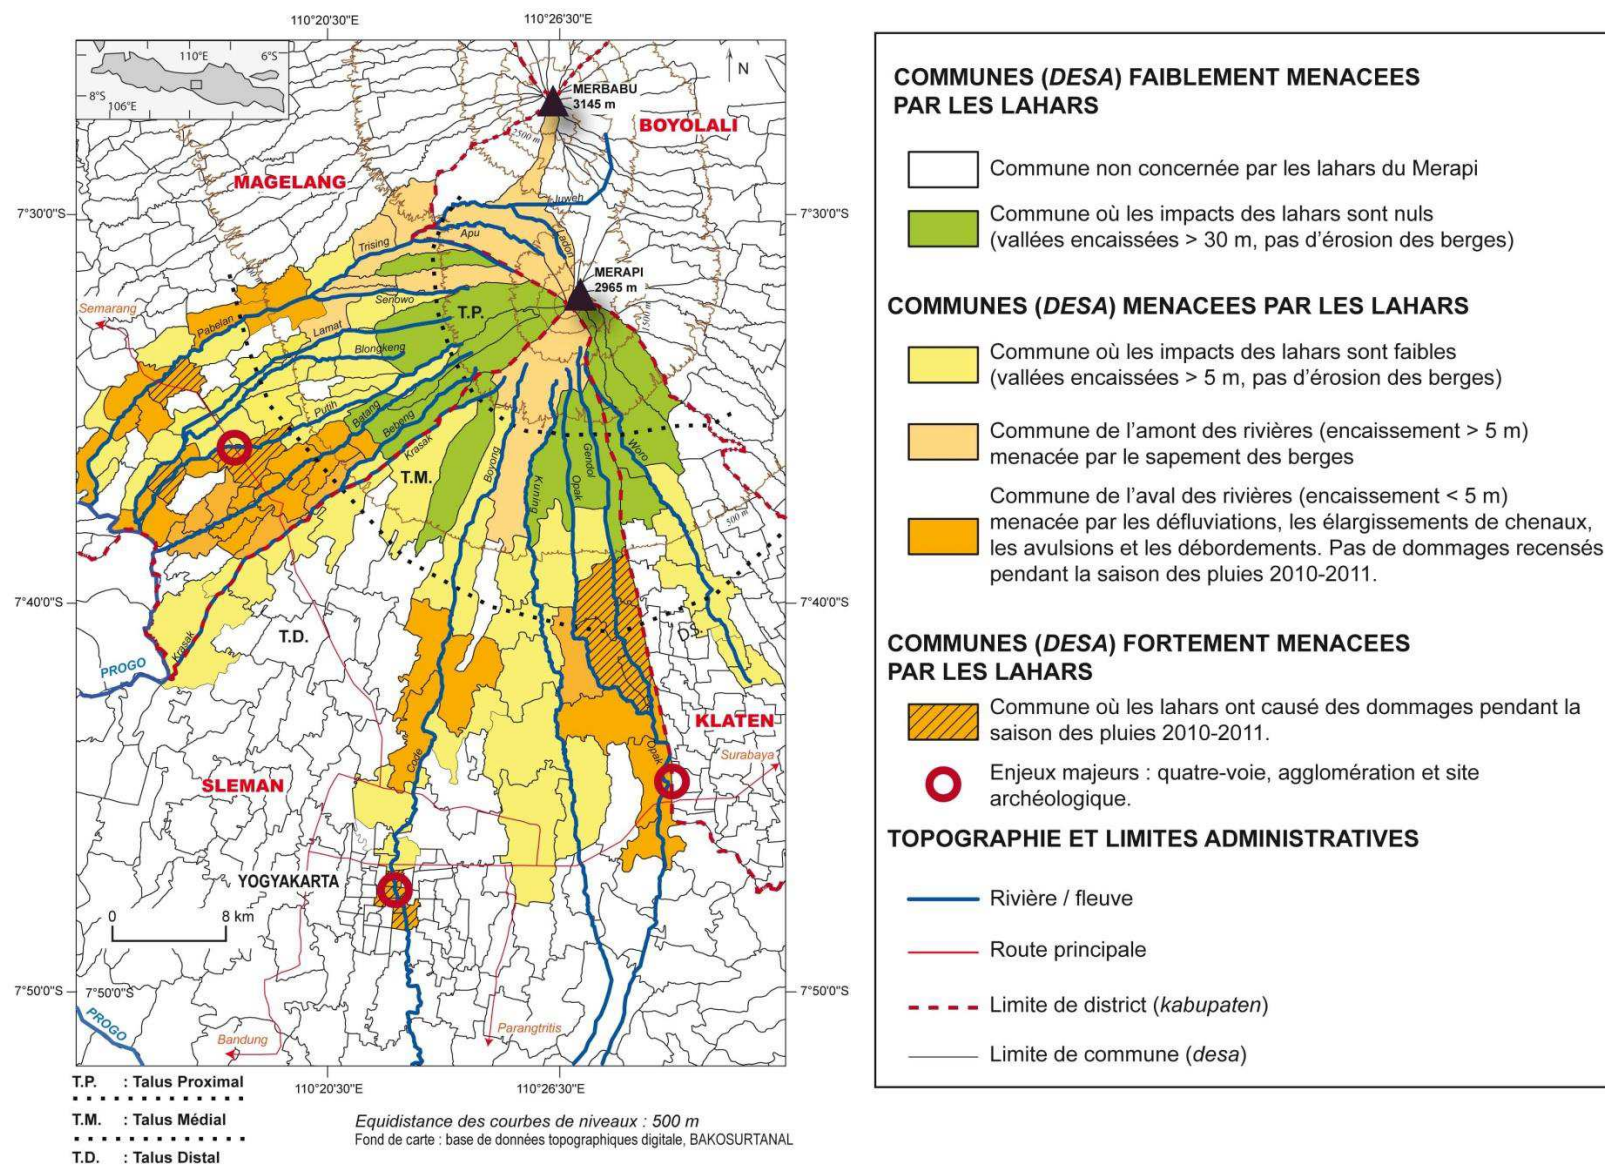 110°20'30"E
110°26'30"E
110°E
6°S
8°S
106°E
N
MERBABU
3145 m
BOYOLALI
2500 m
MAGELANG
7°30'0"S
7°30'0"S
Juweh
Apu
Ladon
Trising
MERAPI
2965 m
Senowo
T.P.
1500 m
Semarang
Pabelan
Lamat
Blongkeng
Putih
Batang
Bebeng
Krasak
T.M.
Boyong
Kuning
Opak
Gendol
Woro
500 m
7°40'0"S
7°40'0"S
T.D.
D.S.
Krasak
PROGO
KLATEN
Surabaya
Code
Opak
SLEMAN
YOGYAKARTA
0 8 km
7°50'0"S
7°50'0"S
7°50'0"S
PROGO
Bandung
Parangtritis
110°20'30"E
110°26'30"E
T.P. : Talus Proximal
T.M. : Talus Médial
T.D. : Talus Distal
Equidistance des courbes de niveaux : 500 m
Fond de carte : base de données topographiques digitale, BAKOSURTANAL
COMMUNES (DESA) FAIBLEMENT MENACEES
PAR LES LAHARS
Commune non concernée par les lahars du Merapi
Commune où les impacts des lahars sont nuls
(vallées encaissées > 30 m, pas d'érosion des berges)
COMMUNES (DESA) MENACEES PAR LES LAHARS
Commune où les impacts des lahars sont faibles
(vallées encaissées > 5 m, pas d'érosion des berges)
Commune de l'amont des rivières (encaissement > 5 m)
menacée par le sapement des berges
Commune de l'aval des rivières (encaissement < 5 m)
menacée par les défluviations, les élargissements de chenaux,
les avulsions et les débordements. Pas de dommages recensés
pendant la saison des pluies 2010-2011.
COMMUNES (DESA) FORTEMENT MENACEES
PAR LES LAHARS
Commune où les lahars ont causé des dommages pendant la
saison des pluies 2010-2011.
Enjeux majeurs : quatre-voie, agglomération et site
archéologique.
TOPOGRAPHIE ET LIMITES ADMINISTRATIVES
Rivière / fleuve
Route principale
Limite de district (kabupaten)
Limite de commune (desa)